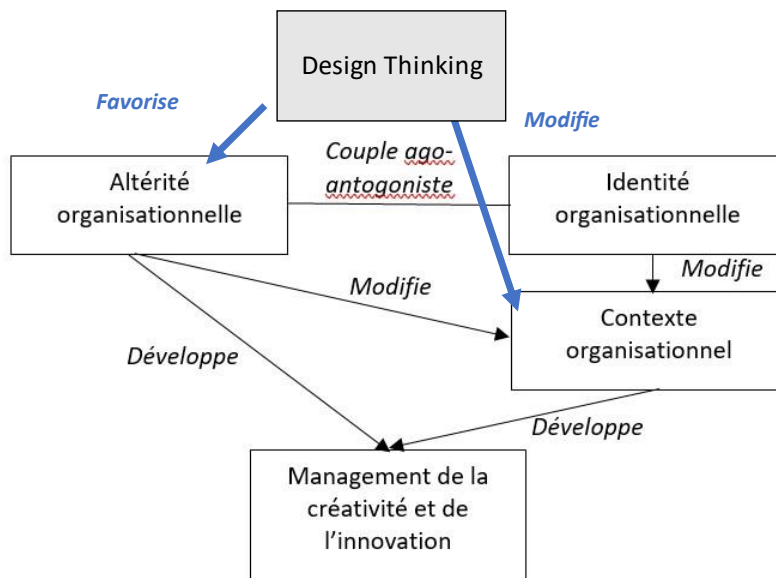 Design Thinking
Favorise
Modifie
Couple ago-
antogoniste
Altérité
organisationnelle
Identité
organisationnelle
Modifie
Modifie
Contexte
organisationnel
Développe
Développe
Management de la
créativité et de
l'innovation